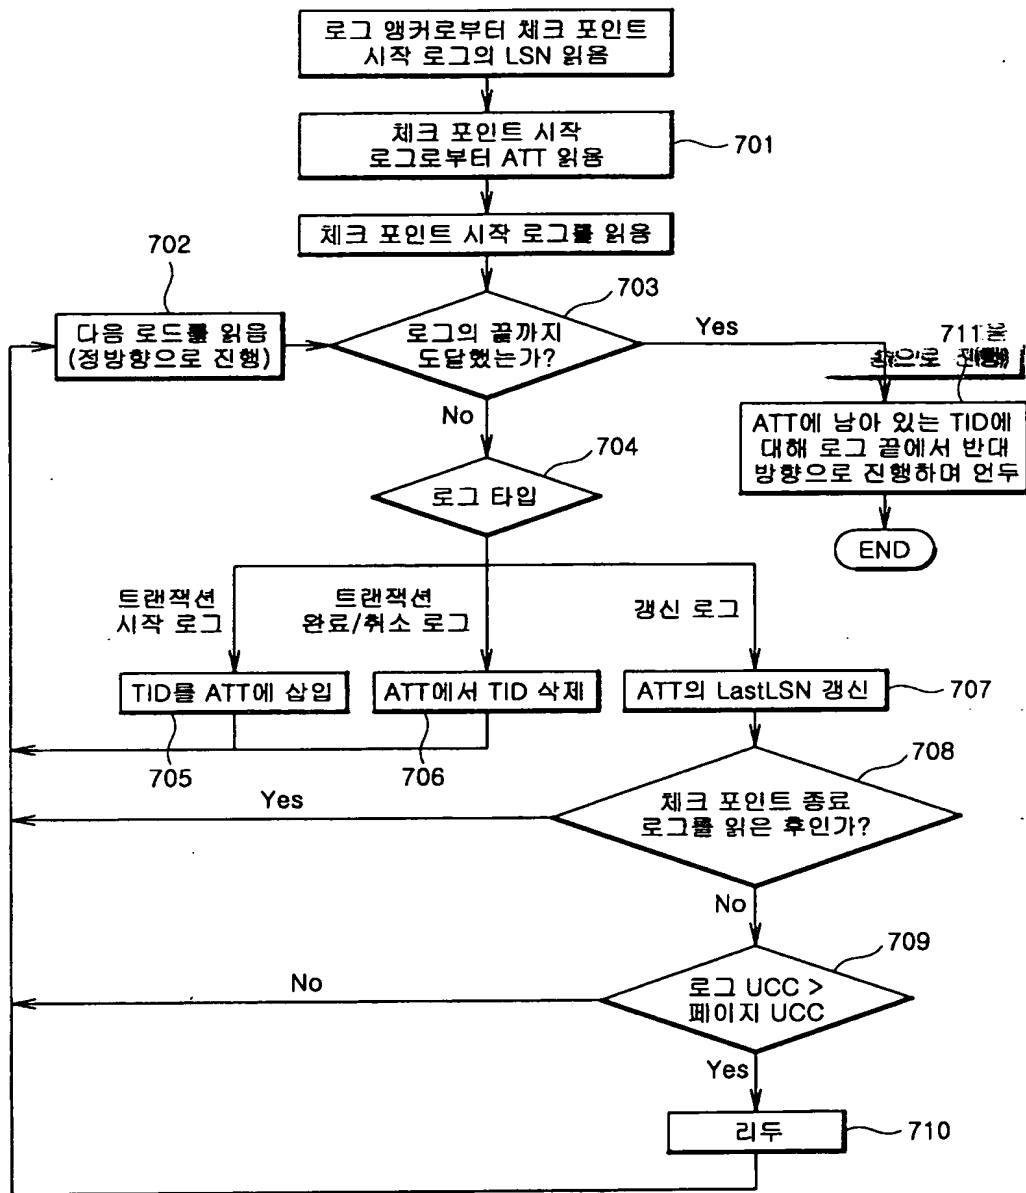 로그 앵커로부터 체크 포인트
시작 로그의 LSN 읽음
체크 포인트 시작
로그로부터 ATT 읽음
701
체크 포인트 시작 로그를 읽음
702
703
다음 로드를 읽음
(정방향으로 진행)
로그의 끝까지
도달했는가?
Yes
711
으로 진행
No
ATT에 남아 있는 TID에
대해 로그 끝에서 반대
방향으로 진행하며 언두
704
로그 타입
END
트랜잭션
시작 로그
트랜잭션
완료/취소 로그
갱신 로그
TID를 ATT에 삽입
ATT에서 TID 삭제
ATT의 LastLSN 갱신
707
705
706
708
Yes
체크 포인트 종료
로그를 읽은 후인가?
No
709
No
로그 UCC >
페이지 UCC
Yes
리두
710